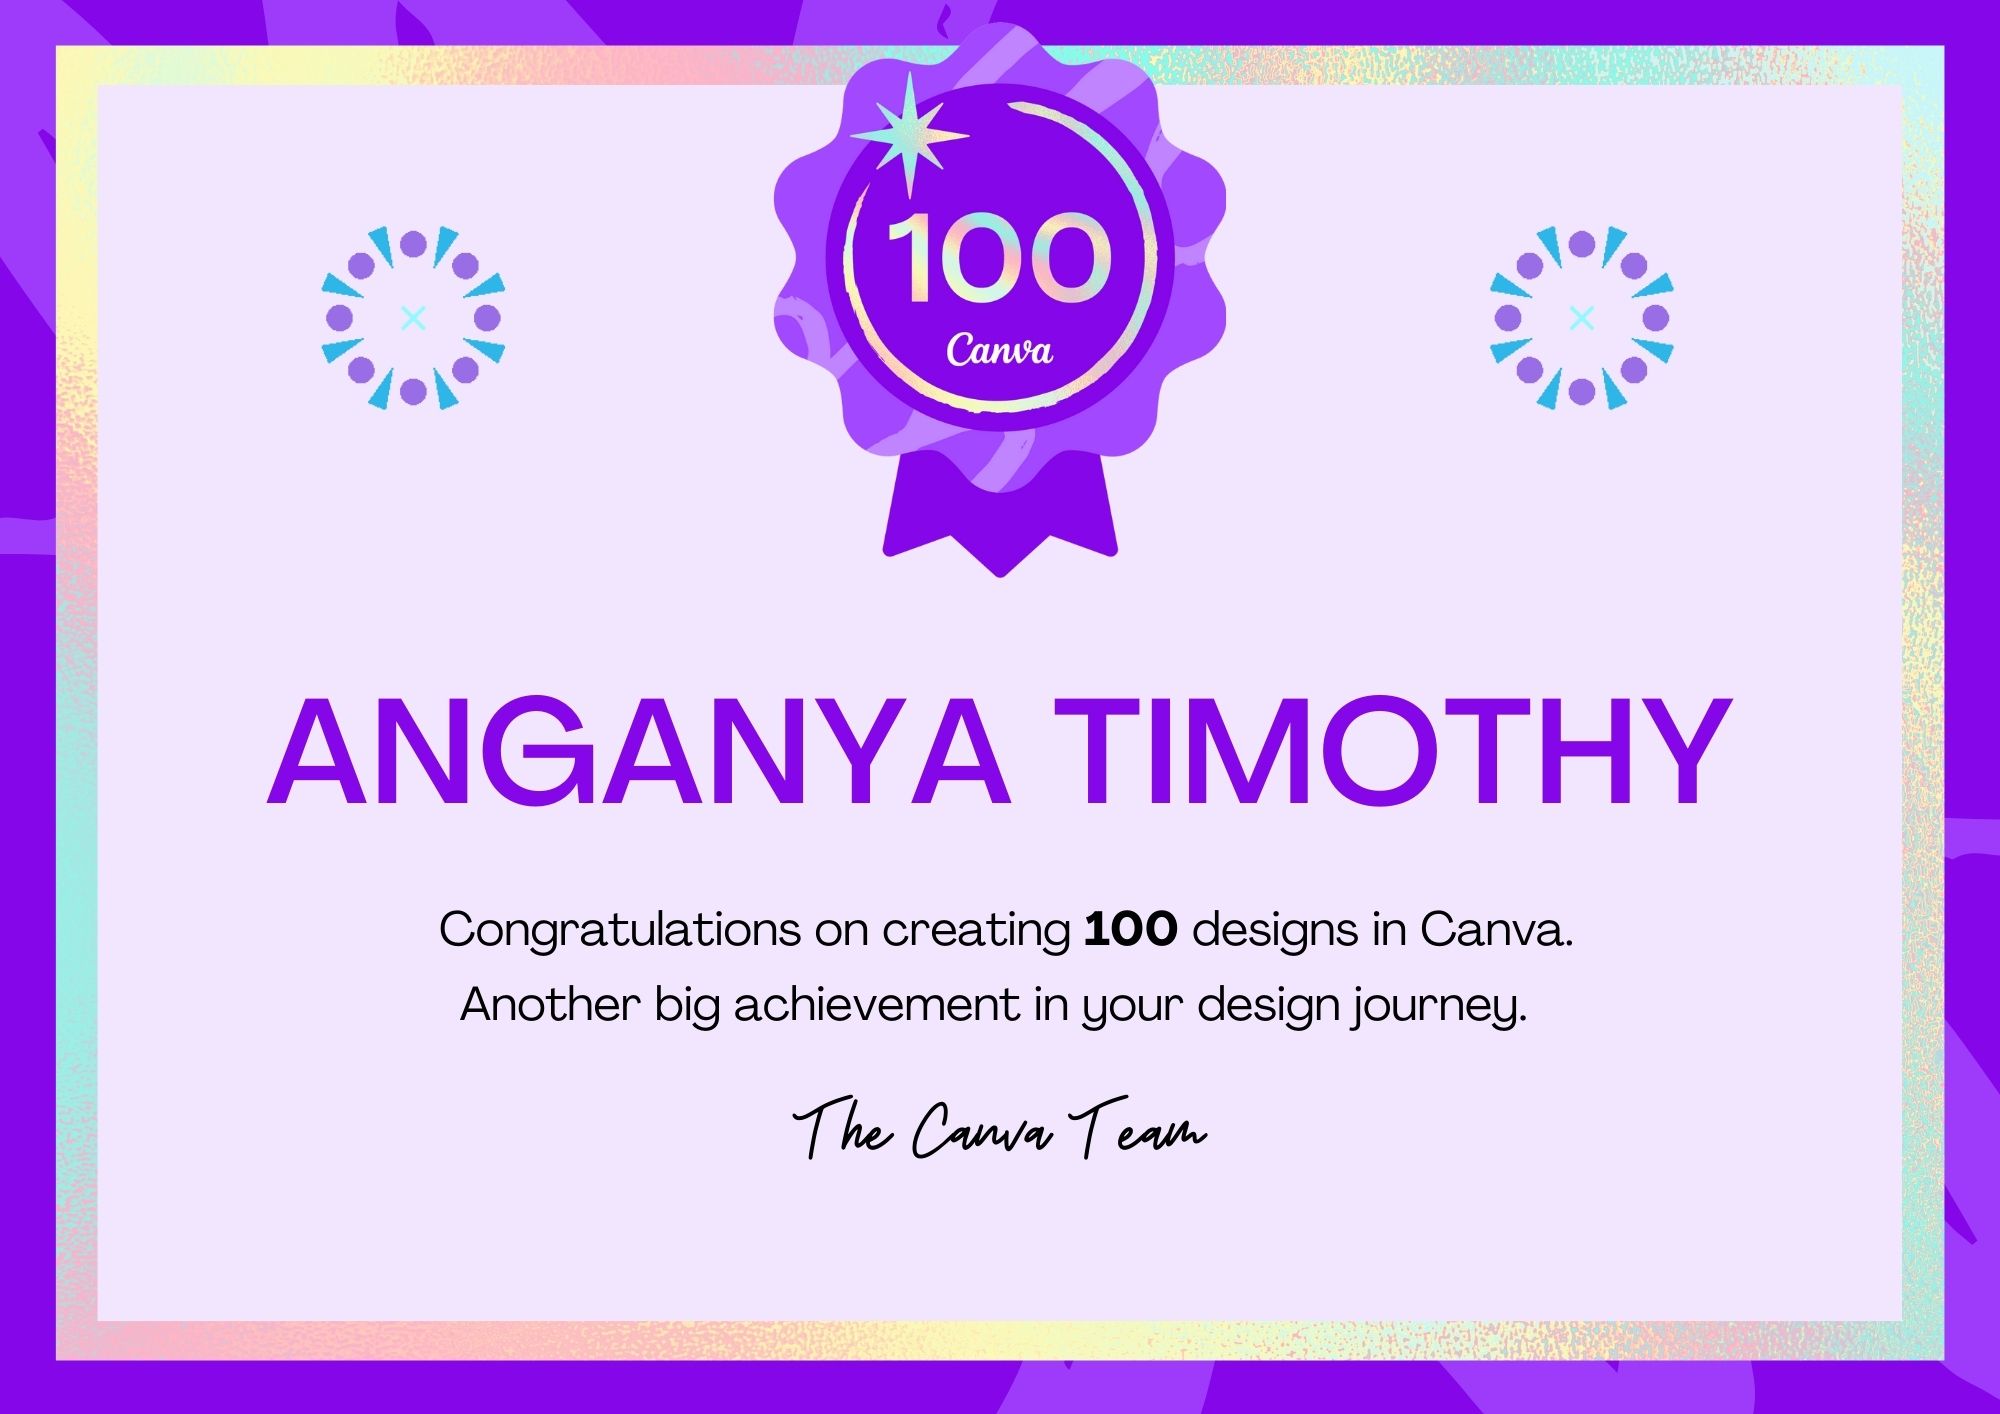 100
Canva
ANGANYA TIMOTHY
Congratulations on creating 100 designs in Canva.
Another big achievement in your design journey.
The Canva Team